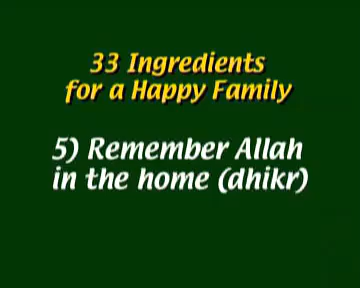 33 Ingredients
for a Happy Family
5) Remember Allah
in the home (dhikr)